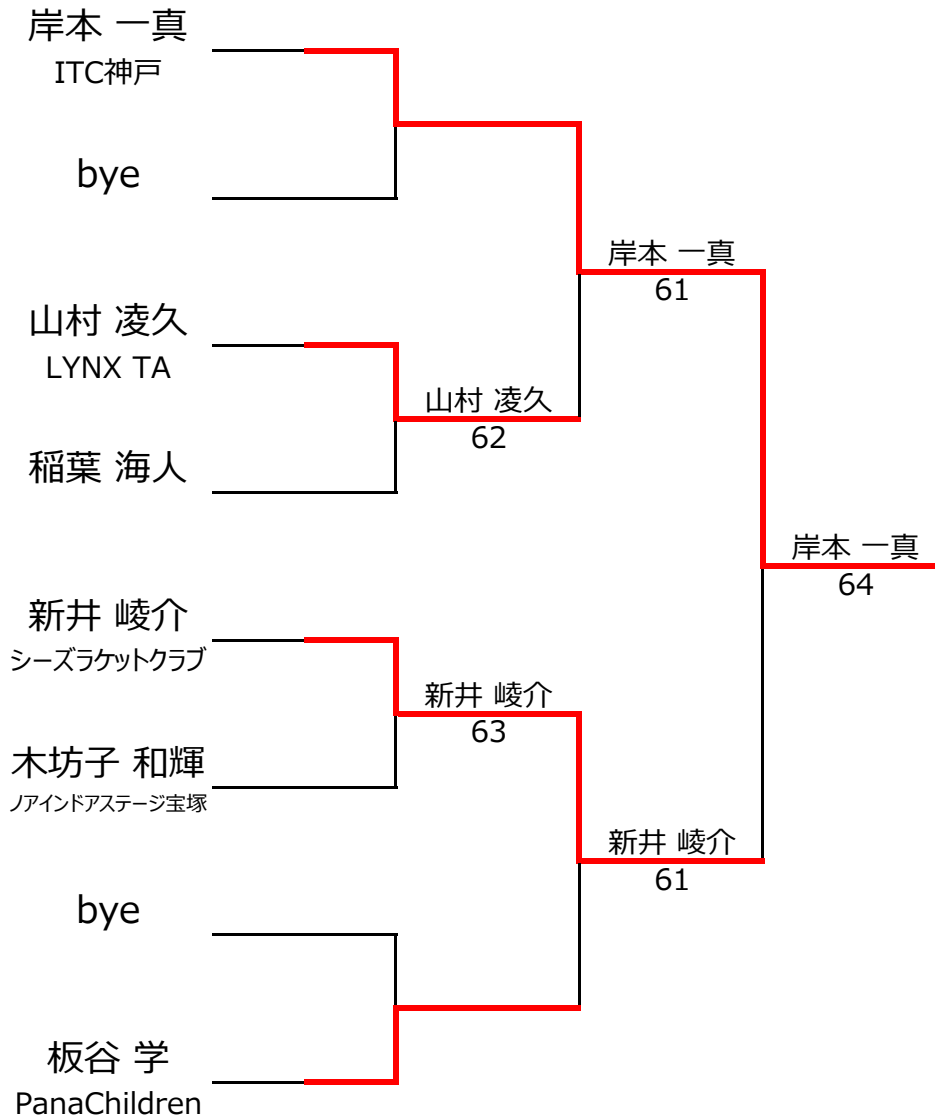 岸本 一真
ITC神戸
bye
岸本 一真
61
山村 凌久
LYNX TA
山村 凌久
62
稲葉 海人
岸本 一真
64
新井 崚介
シーズラケットクラブ
新井 崚介
63
木坊子 和輝
ノアインドアステージ宝塚
新井 崚介
61
bye
板谷 学
PanaChildren